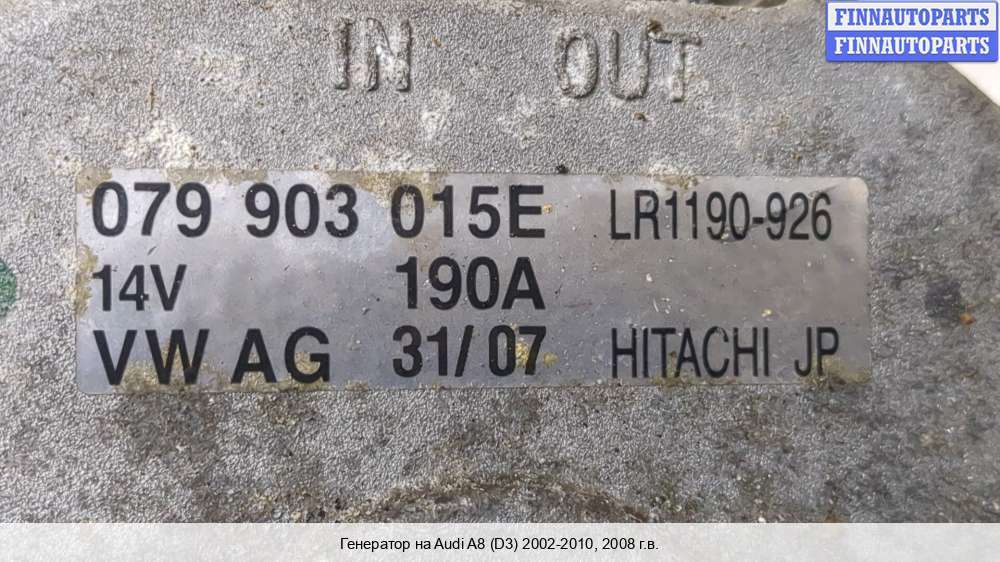 FINNAUTOPARTS
FINNAUTOPARTS
IN OUT
079 903 015E LR1190-926
14V 190A
VW AG 31/07 HITACHI JP
Генератор на Audi A8 (D3) 2002-2010, 2008 г.в.